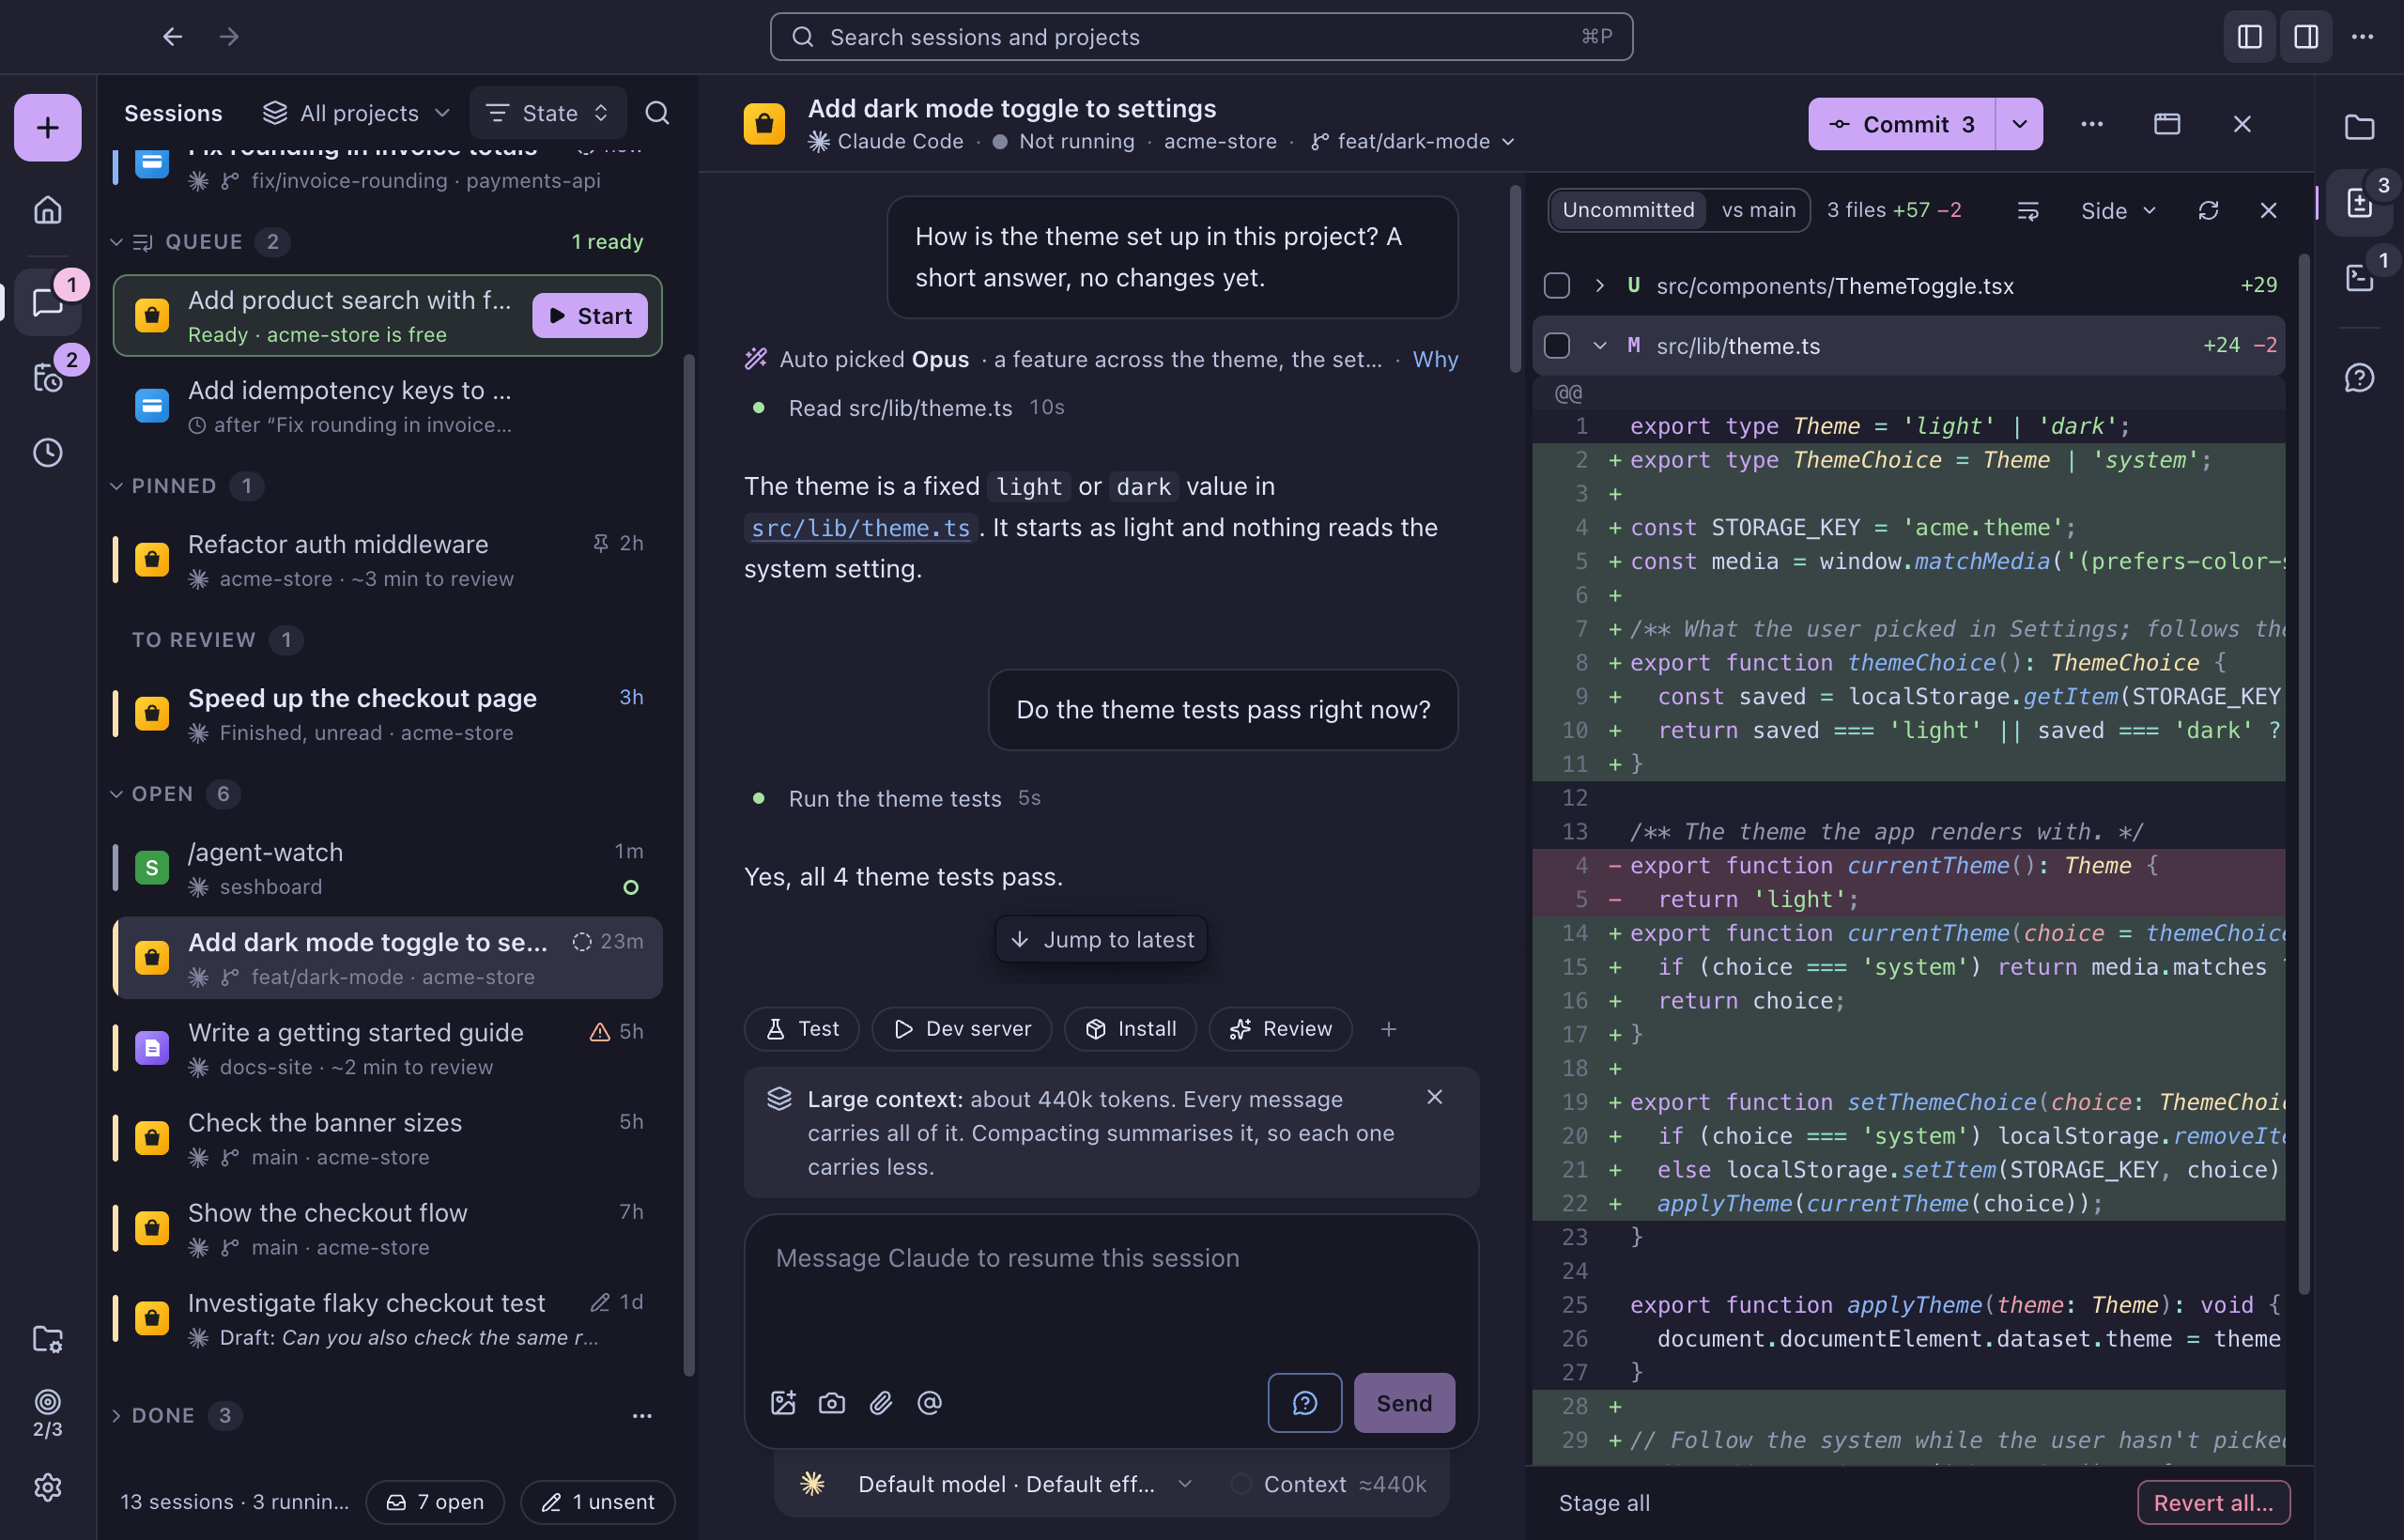 Search sessions and projects ⌘P
Sessions All projects State
Fix rounding in invoice totals now
fix/invoice-rounding · payments-api
QUEUE 2 1 ready
Add product search with f...
Ready · acme-store is free
Start
Add idempotency keys to ...
after “Fix rounding in invoice...
PINNED 1
Refactor auth middleware 2h
acme-store · ~3 min to review
TO REVIEW 1
Speed up the checkout page 3h
Finished, unread · acme-store
OPEN 6
S
/agent-watch 1m
seshboard
Add dark mode toggle to se... 23m
feat/dark-mode · acme-store
Write a getting started guide 5h
docs-site · ~2 min to review
Check the banner sizes 5h
main · acme-store
Show the checkout flow 7h
main · acme-store
Investigate flaky checkout test 1d
Draft: Can you also check the same r...
DONE 3
13 sessions · 3 runnin... 7 open 1 unsent
1
2
2/3
Add dark mode toggle to settings
Claude Code · Not running · acme-store · feat/dark-mode
Commit 3
How is the theme set up in this project? A
short answer, no changes yet.
Auto picked Opus · a feature across the theme, the set... · Why
Read src/lib/theme.ts 10s
The theme is a fixed light or dark value in
src/lib/theme.ts. It starts as light and nothing reads the
system setting.
Do the theme tests pass right now?
Run the theme tests 5s
Yes, all 4 theme tests pass.
Jump to latest
Test Dev server Install Review
Large context: about 440k tokens. Every message
carries all of it. Compacting summarises it, so each one
carries less.
Message Claude to resume this session
Send
Default model · Default eff... Context ≈440k
Uncommitted vs main 3 files +57 −2 Side
U src/components/ThemeToggle.tsx +29
M src/lib/theme.ts +24 −2
@@
1 export type Theme = 'light' | 'dark';
2 + export type ThemeChoice = Theme | 'system';
3 +
4 + const STORAGE_KEY = 'acme.theme';
5 + const media = window.matchMedia('(prefers-color-s
6 +
7 + /** What the user picked in Settings; follows the
8 + export function themeChoice(): ThemeChoice {
9 + const saved = localStorage.getItem(STORAGE_KEY
10 + return saved === 'light' || saved === 'dark' ?
11 + }
12
13 /** The theme the app renders with. */
4 − export function currentTheme(): Theme {
5 − return 'light';
14 + export function currentTheme(choice = themeChoice
15 + if (choice === 'system') return media.matches
16 + return choice;
17 + }
18 +
19 + export function setThemeChoice(choice: ThemeChoic
20 + if (choice === 'system') localStorage.removeIte
21 + else localStorage.setItem(STORAGE_KEY, choice)
22 + applyTheme(currentTheme(choice));
23 }
24
25 export function applyTheme(theme: Theme): void {
26 document.documentElement.dataset.theme = theme
27 }
28 +
29 + // Follow the system while the user hasn't picked
Stage all Revert all...
3
1